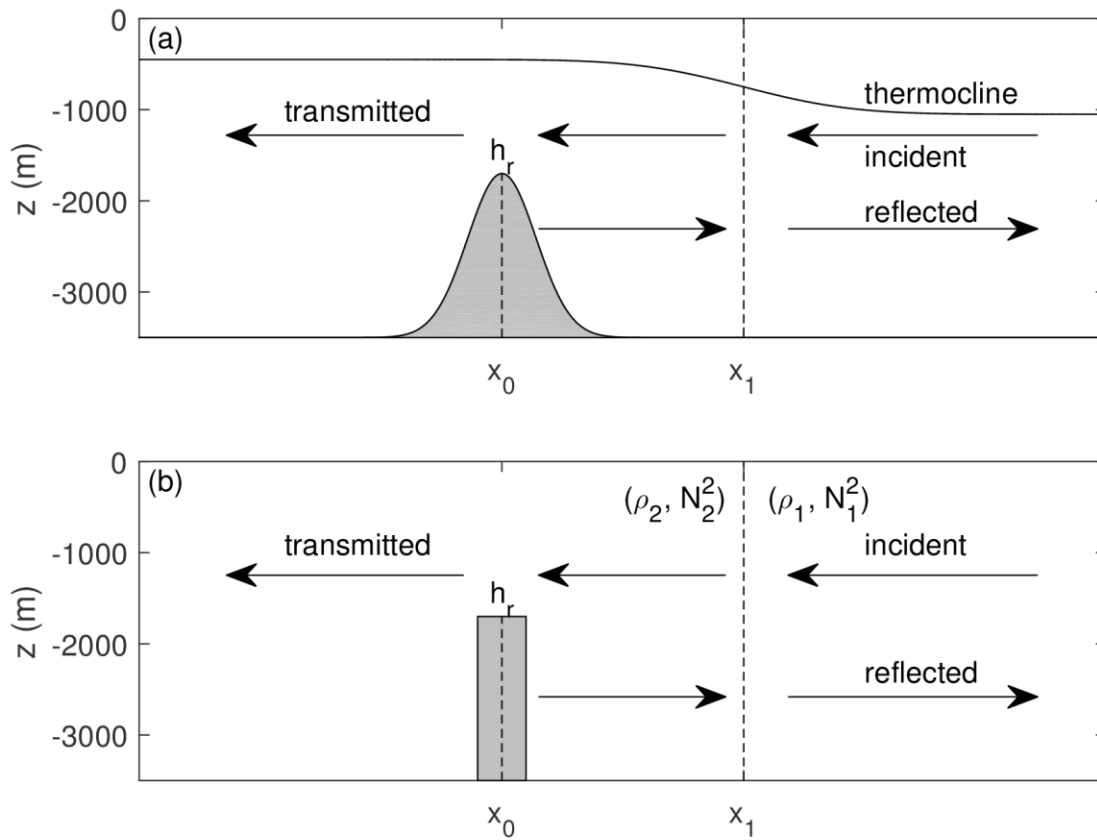 (a)
0
-1000
-2000
-3000
z (m)
thermocline
transmitted
incident
h_r
reflected
x_0
x_1
(b)
0
-1000
-2000
-3000
z (m)
(ρ_2, N_2^2)
(ρ_1, N_1^2)
transmitted
incident
h_r
reflected
x_0
x_1